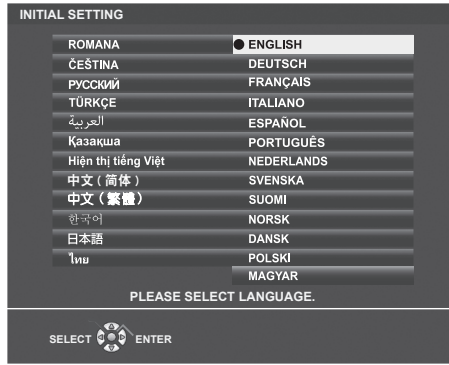 INITIAL SETTING
ROMANA ENGLISH
ČEŠTINA DEUTSCH
РУССКИЙ FRANÇAIS
TÜRKÇE ITALIANO
العربية ESPAÑOL
Қазақша PORTUGUÊS
Hiện thị tiếng Việt NEDERLANDS
中文 ( 简体 ) SVENSKA
中文 ( 繁體 ) SUOMI
한국어 NORSK
日本語 DANSK
ไทย POLSKI
MAGYAR
PLEASE SELECT LANGUAGE.
SELECT ENTER